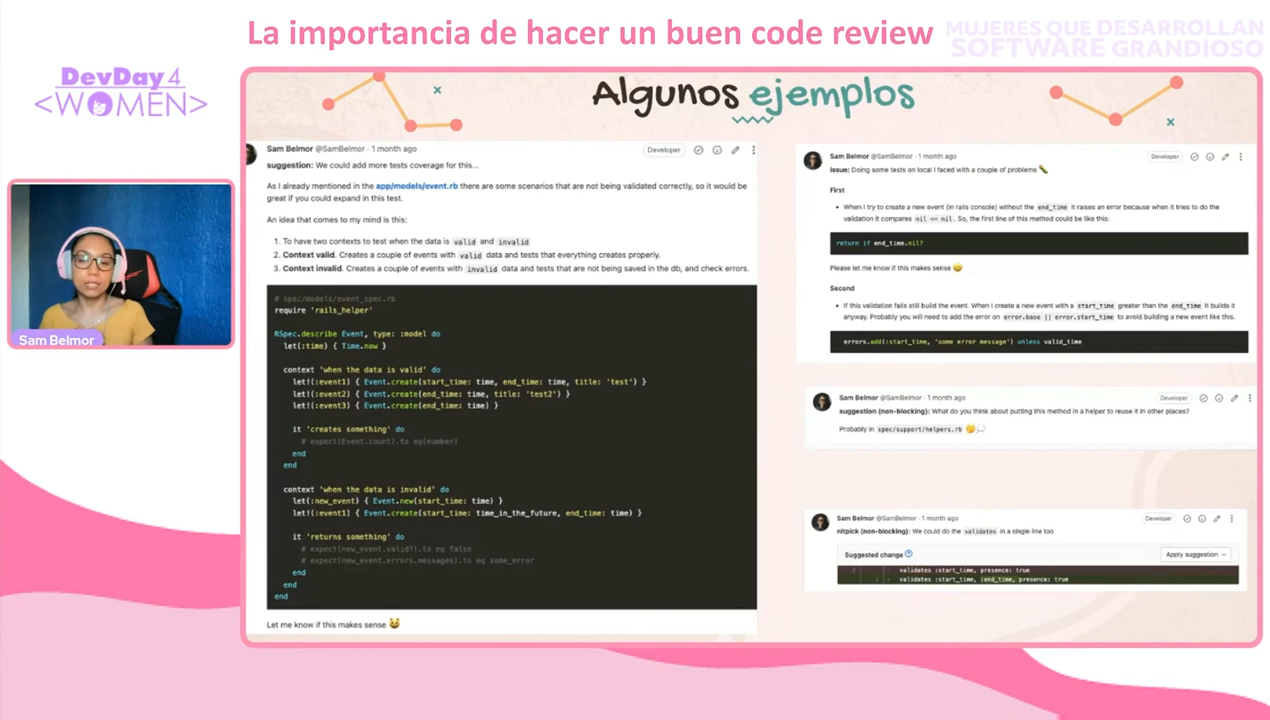 La importancia de hacer un buen code review
MUJERES QUE DESARROLLAN
SOFTWARE GRANDIOSO
DevDay4
<WOMEN>
Sam Belmor
Algunos ejemplos
Sam Belmor @SamBelmor · 1 month ago
Developer
suggestion: We could add more tests coverage for this...
As I already mentioned in the app/models/event.rb there are some scenarios that are not being validated correctly, so it would be
great if you could expand in this test.
An idea that comes to my mind is this:
1. To have two contexts to test when the data is valid and invalid
2. Context valid. Creates a couple of events with valid data and tests that everything creates properly.
3. Context invalid. Creates a couple of events with invalid data and tests that are not being saved in the db, and check errors.
# spec/models/event_spec.rb
require 'rails_helper'
RSpec.describe Event, type: :model do
let(:time) { Time.now }
context 'when the data is valid' do
let!(:event1) { Event.create(start_time: time, end_time: time, title: 'test') }
let!(:event2) { Event.create(end_time: time, title: 'test2') }
let!(:event3) { Event.create(end_time: time) }
it 'creates something' do
# expect(Event.count).to eq(number)
end
end
context 'when the data is invalid' do
let(:new_event) { Event.new(start_time: time) }
let!(:event1) { Event.create(start_time: time_in_the_future, end_time: time) }
it 'returns something' do
# expect(new_event.valid?).to eq false
# expect(new_event.errors.messages).to eq some_error
end
end
end
Let me know if this makes sense 😸
Sam Belmor @SamBelmor · 1 month ago
Developer
Issue: Doing some tests on local I faced with a couple of problems 🐛
First
• When I try to create a new event (in rails console) without the end_time it raises an error because when it tries to do the
validation it compares nil <= nil. So, the first line of this method could be like this:
return if end_time.nil?
Please let me know if this makes sense 😄
Second
• If this validation fails still build the event. When I create a new event with a start_time greater than the end_time it builds it
anyway. Probably you will need to add the error on error.base || error.start_time to avoid building a new event like this.
errors.add(:start_time, 'some error message') unless valid_time
Sam Belmor @SamBelmor · 1 month ago
Developer
suggestion (non-blocking): What do you think about putting this method in a helper to reuse it in other places?
Probably in spec/support/helpers.rb 🤔💭
Sam Belmor @SamBelmor · 1 month ago
Developer
nitpick (non-blocking): We could do the validates in a single line too
Suggested change
Apply suggestion
2 - validates :start_time, presence: true
2 + validates :start_time, :end_time, presence: true